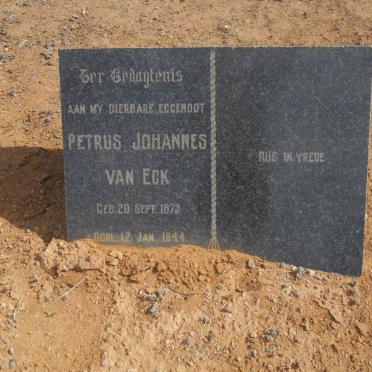 Ter Gedagtenis
AAN MY DIERBARE EGGENOOT
PETRUS JOHANNES
VAN ECK
GEB. 20 SEPT. 1873
OORL. 12 JAN. 1944
RUS IN VREDE